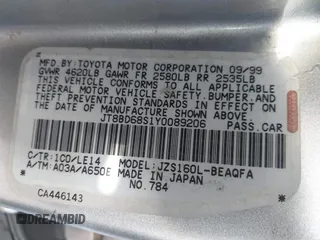 MFD. BY: TOYOTA MOTOR CORPORATION 09/99
GVWR 4620LB GAWR FR 2580LB RR 2535LB
THIS VEHICLE CONFORMS TO ALL APPLICABLE
FEDERAL MOTOR VEHICLE SAFETY, BUMPER, AND
THEFT PREVENTION STANDARDS IN EFFECT ON
THE DATE OF MANUFACTURE SHOWN ABOVE.
JT8BD68S1Y0089206 PASS.CAR
C/TR: 1C0/LE14 MODEL: JZS160L-BEAQFA
A/TM: A03A/A650E MADE IN JAPAN
NO. 784
CA446143